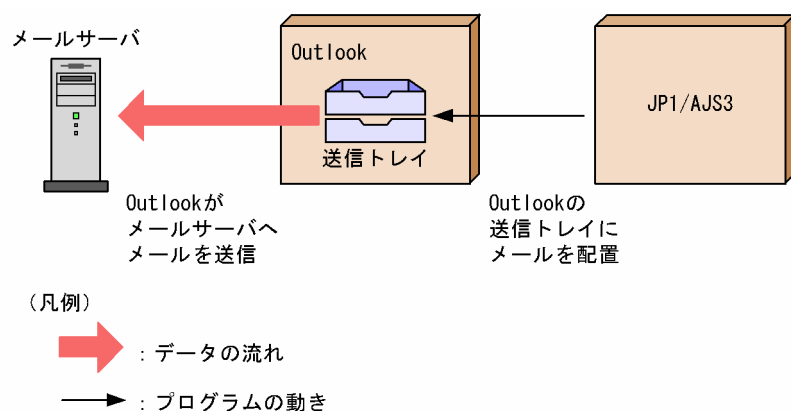 メールサーバ
Outlook
JP1/AJS3
送信トレイ
Outlookが
メールサーバへ
メールを送信
Outlookの
送信トレイに
メールを配置
（凡例）
：データの流れ
：プログラムの動き